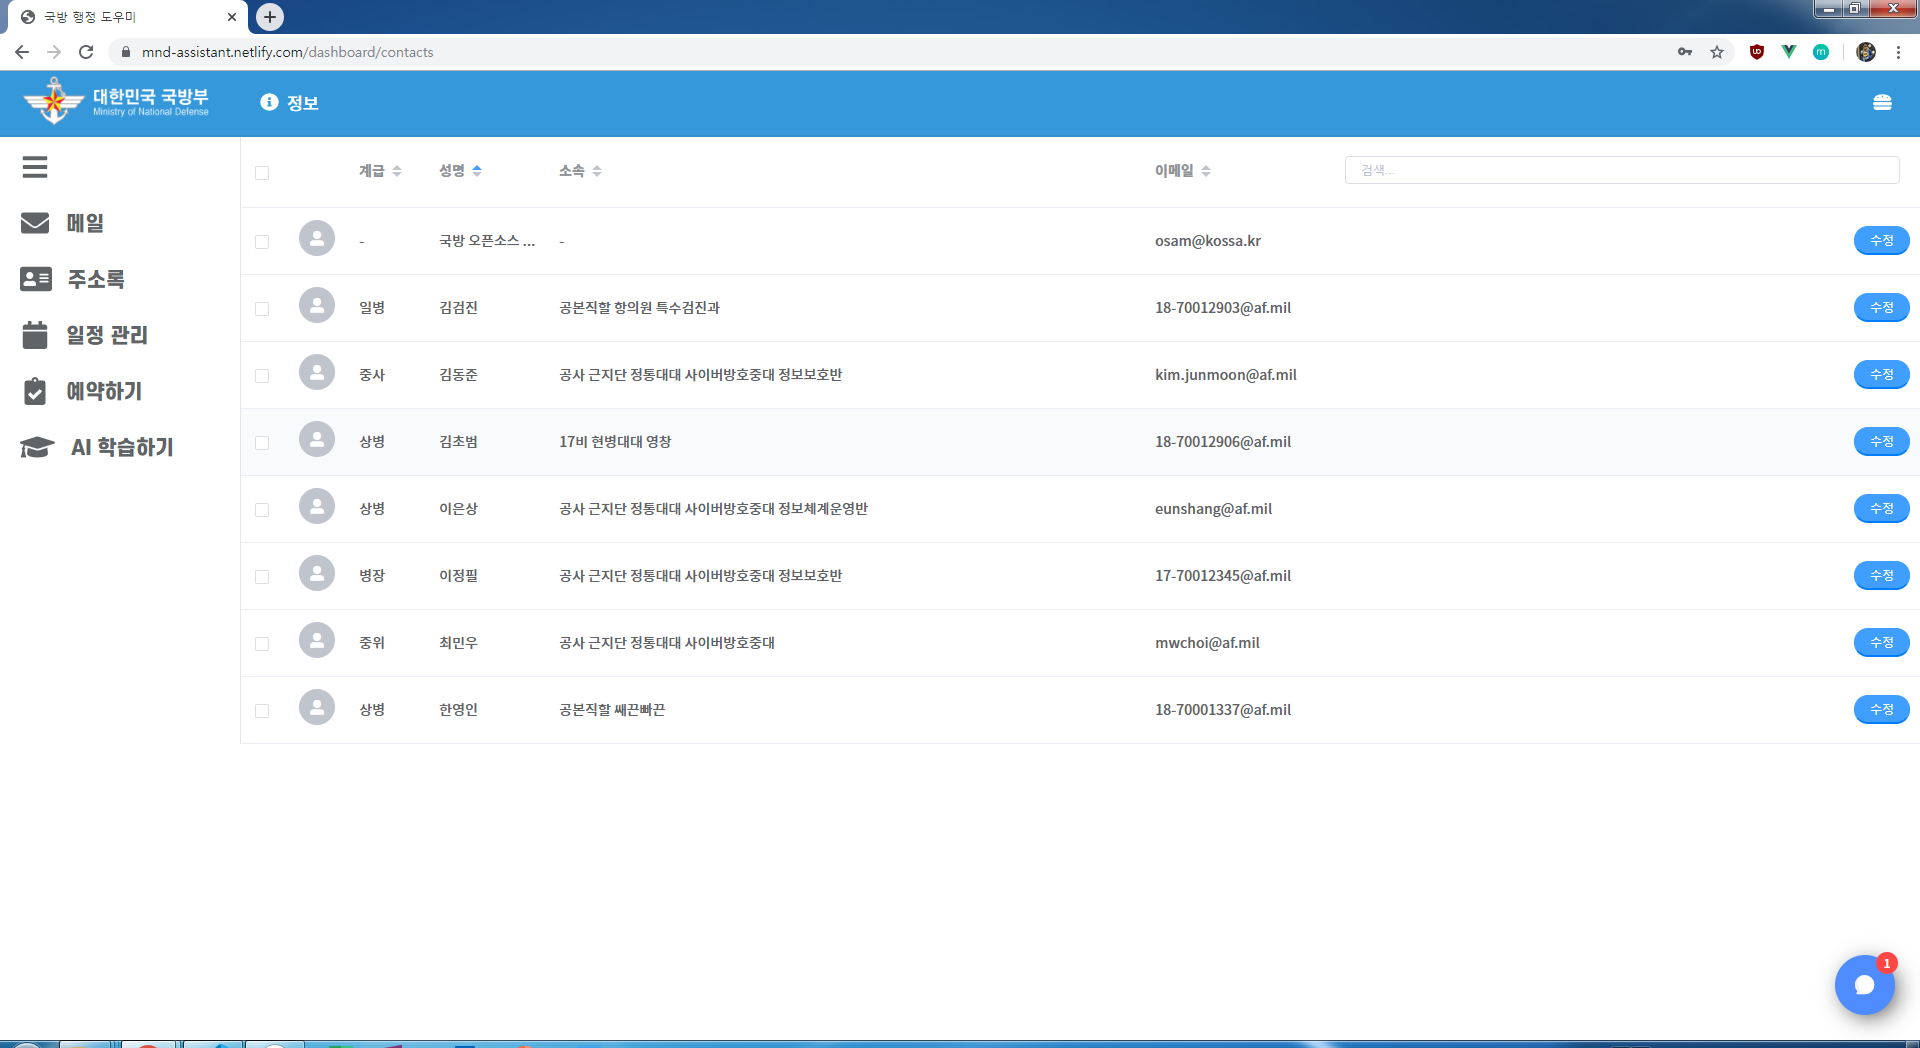 국방 행정 도우미
mnd-assistant.netlify.com/dashboard/contacts
대한민국 국방부
Ministry of National Defense
정보
메일
주소록
일정 관리
예약하기
AI 학습하기
계급 성명 소속 이메일 검색...
- 국방 오픈소스 ... - osam@kossa.kr 수정
일병 김검진 공본직할 항의원 특수검진과 18-70012903@af.mil 수정
중사 김동준 공사 근지단 정통대대 사이버방호중대 정보보호반 kim.junmoon@af.mil 수정
상병 김초범 17비 현병대대 영창 18-70012906@af.mil 수정
상병 이은상 공사 근지단 정통대대 사이버방호중대 정보체계운영반 eunshang@af.mil 수정
병장 이정필 공사 근지단 정통대대 사이버방호중대 정보보호반 17-70012345@af.mil 수정
중위 최민우 공사 근지단 정통대대 사이버방호중대 mwchoi@af.mil 수정
상병 한영인 공본직할 쌔끈빠끈 18-70001337@af.mil 수정
1